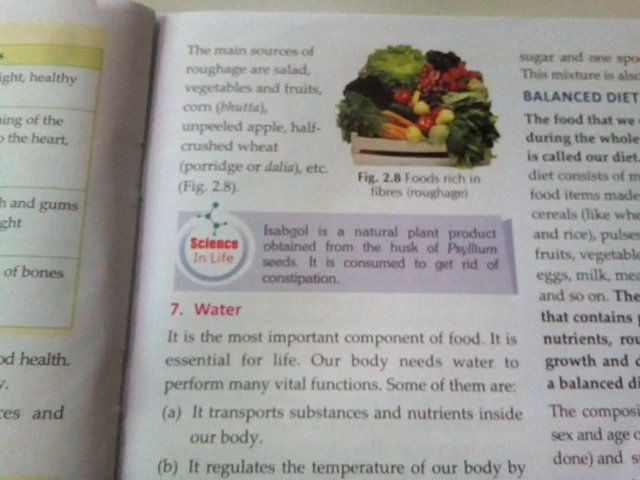 s
ight, healthy
ing of the
o the heart,
h and gums
ght
of bones
od health.
y.
ces and
The main sources of
roughage are salad,
vegetables and fruits,
corn (bhutta),
unpeeled apple, half-
crushed wheat
(porridge or dalia), etc.
(Fig. 2.8).
Fig. 2.8 Foods rich in
fibres (roughage)
Science
In Life
Isabgol is a natural plant product
obtained from the husk of Psyllium
seeds. It is consumed to get rid of
constipation.
7. Water
It is the most important component of food. It is
essential for life. Our body needs water to
perform many vital functions. Some of them are:
(a) It transports substances and nutrients inside
our body.
(b) It regulates the temperature of our body by
sugar and one spo
This mixture is also
BALANCED DIET
The food that we
during the whole
is called our diet.
diet consists of m
food items made
cereals (like whe
and rice), pulses
fruits, vegetable
eggs, milk, mea
and so on. The
that contains
nutrients, rou
growth and d
a balanced di
The composi
sex and age o
done) and s